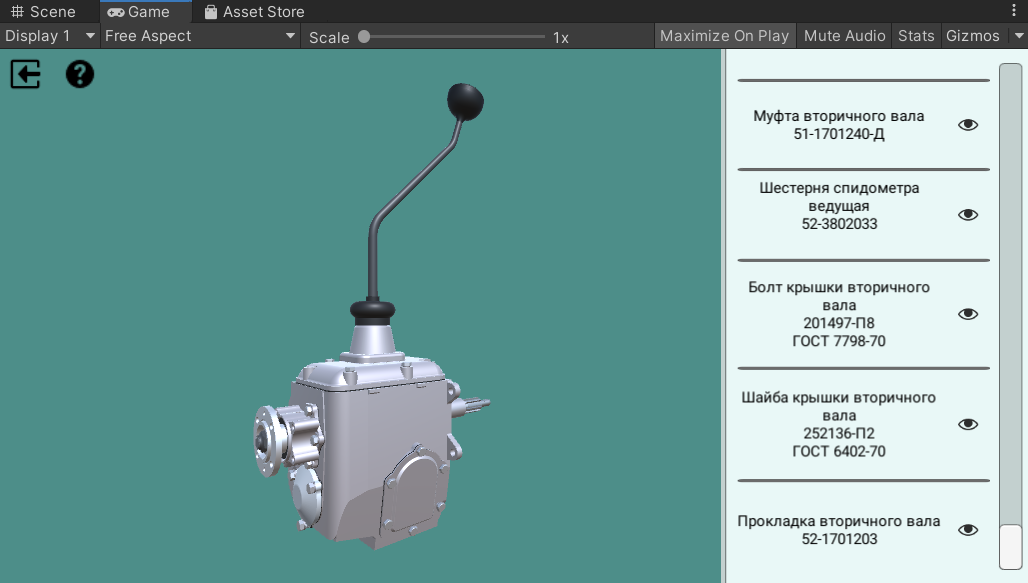 Scene Game Asset Store
Display 1 Free Aspect Scale 1x Maximize On Play Mute Audio Stats Gizmos
?
Муфта вторичного вала
51-1701240-Д
Шестерня спидометра
ведущая
52-3802033
Болт крышки вторичного
вала
201497-П8
ГОСТ 7798-70
Шайба крышки вторичного
вала
252136-П2
ГОСТ 6402-70
Прокладка вторичного вала
52-1701203